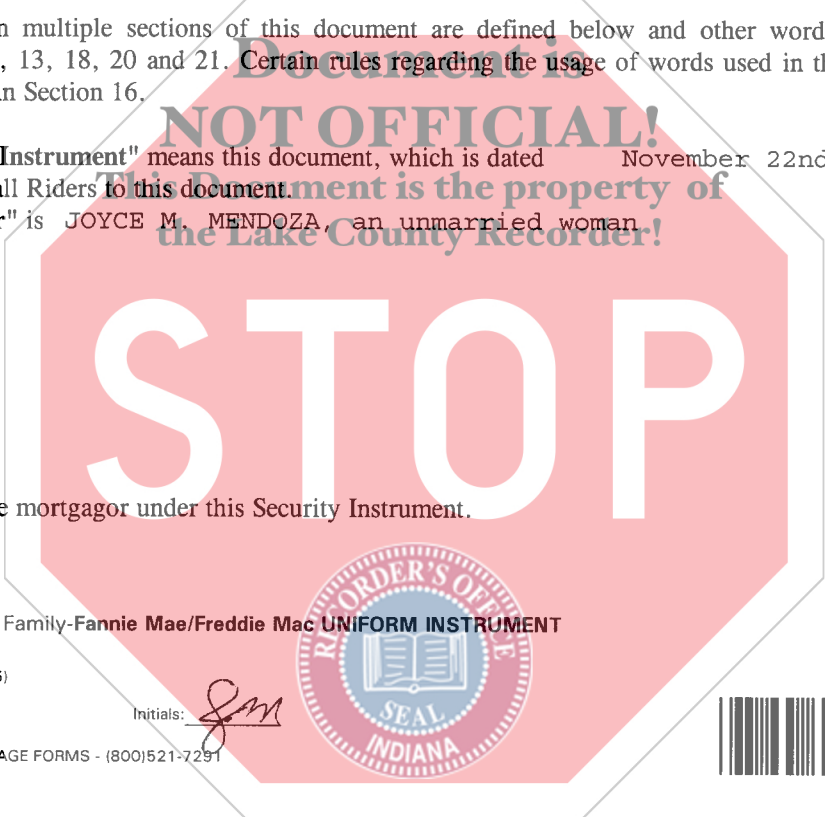 n multiple sections of this document are defined below and other word
, 13, 18, 20 and 21. Certain rules regarding the usage of words used in th
n Section 16.
Document is
NOT OFFICIAL!
Instrument" means this document, which is dated November 22nd
This Document is the property of
ll Riders to this document.
r" is JOYCE M. MENDOZA, an unmarried woman
the Lake County Recorder!
STOP
e mortgagor under this Security Instrument.
RECORDER'S OFFICE
Family-Fannie Mae/Freddie Mac UNIFORM INSTRUMENT
)
Initials: JMM
SEAL
INDIANA
AGE FORMS - (800)521-7291